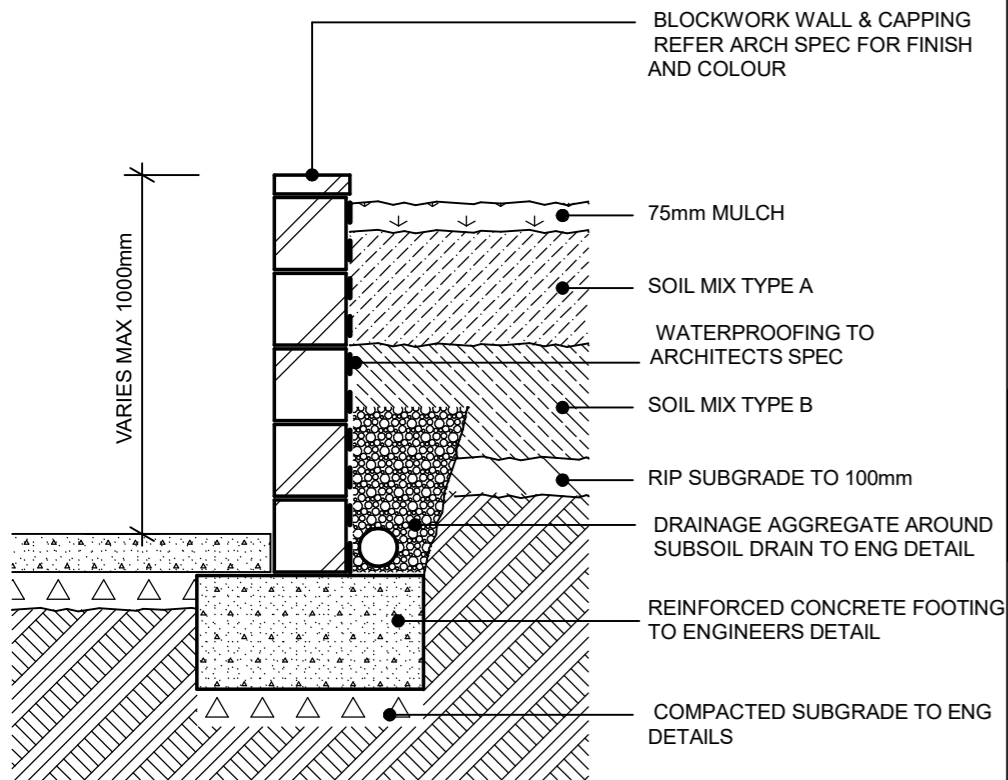 BLOCKWORK WALL & CAPPING
REFER ARCH SPEC FOR FINISH
AND COLOUR
VARIES MAX 1000mm
75mm MULCH
SOIL MIX TYPE A
WATERPROOFING TO
ARCHITECTS SPEC
SOIL MIX TYPE B
RIP SUBGRADE TO 100mm
DRAINAGE AGGREGATE AROUND
SUBSOIL DRAIN TO ENG DETAIL
REINFORCED CONCRETE FOOTING
TO ENGINEERS DETAIL
COMPACTED SUBGRADE TO ENG
DETAILS